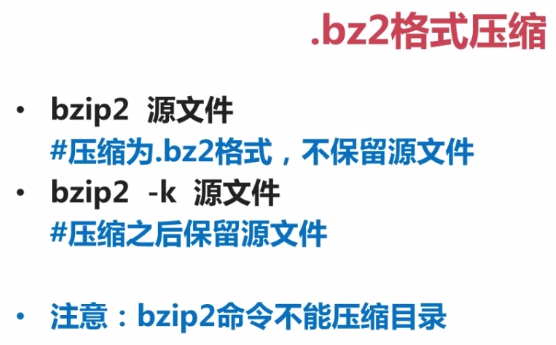 .bz2格式压缩
• bzip2 源文件
#压缩为.bz2格式，不保留源文件
• bzip2 -k 源文件
#压缩之后保留源文件
• 注意：bzip2命令不能压缩目录